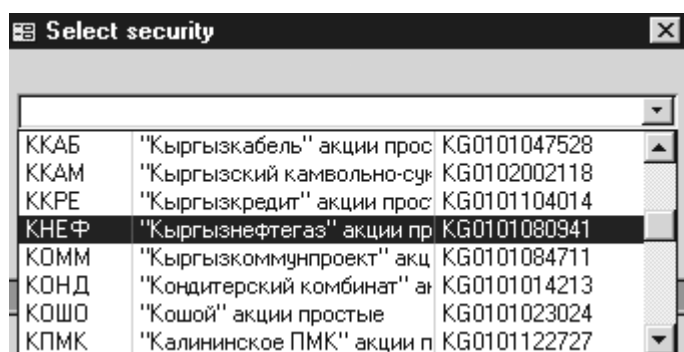 Select security
ККАБ "Кыргызкабель" акции прос KG0101047528
ККАМ "Кыргызский камвольно-сук KG0102002118
ККРЕ "Кыргызкредит" акции прос KG0101104014
КНЕФ "Кыргызнефтегаз" акции пр KG0101080941
КОММ "Кыргызкоммунпроект" акц KG0101084711
КОНД "Кондитерский комбинат" ак KG0101014213
КОШО "Кошой" акции простые KG0101023024
КПМК "Калининское ПМК" акции п KG0101122727